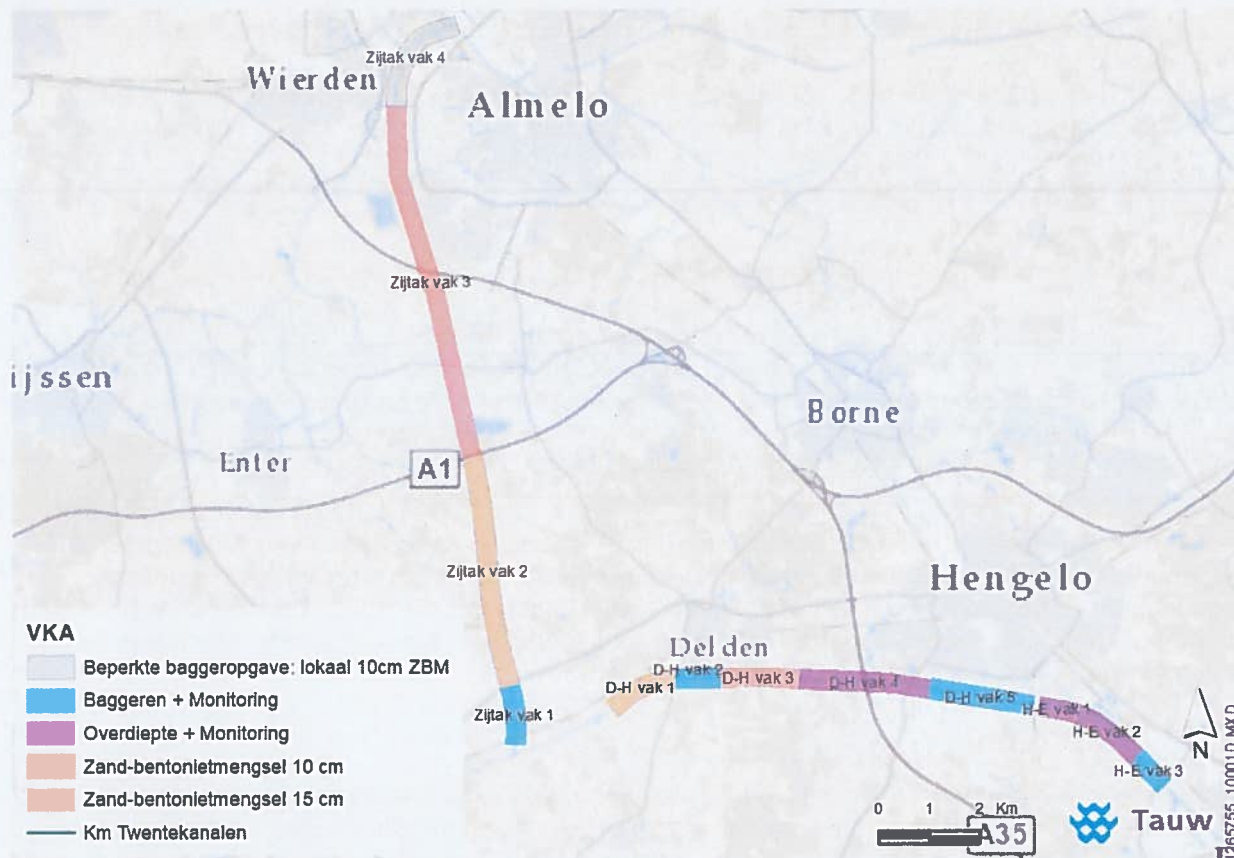 Zijtak vak 4
Wierden
Almelo
Zijtak vak 3
ijssen
Borne
Enter
A1
Zijtak vak 2
Hengelo
Delden
D-H vak 2
D-H vak 1
D-H vak 3
D-H vak 4
D-H vak 5
H-E vak 1
H-E vak 2
H-E vak 3
Zijtak vak 1
VKA
Beperkte baggeropgave: lokaal 10cm ZBM
Baggeren + Monitoring
Overdiepte + Monitoring
Zand-bentonietmengsel 10 cm
Zand-bentonietmengsel 15 cm
Km Twentekanalen
N
0 1 2 Km
A35
Tauw